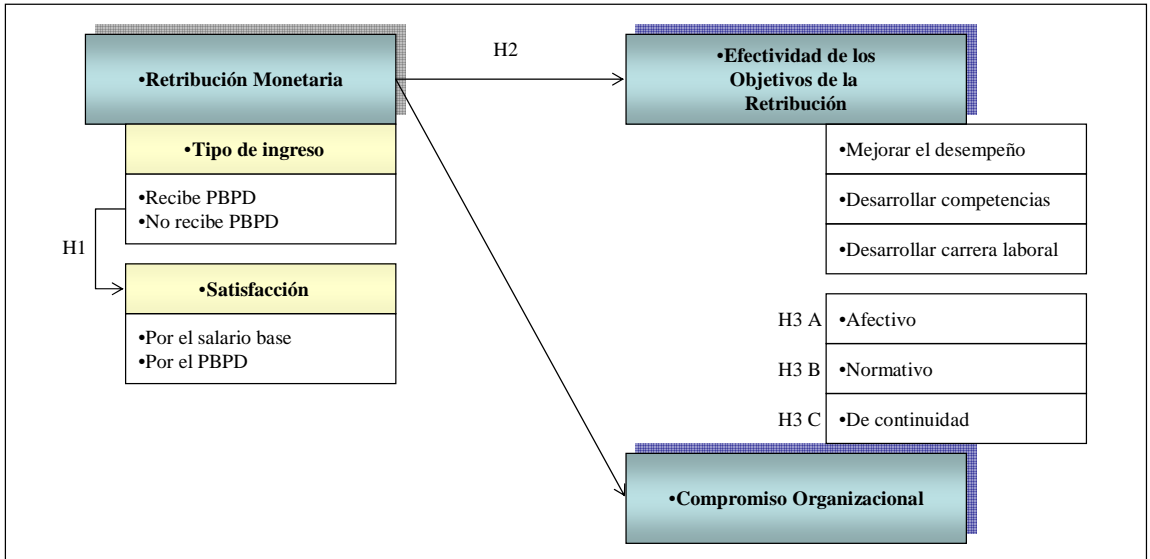 •Retribución Monetaria
•Tipo de ingreso
•Recibe PBPD
•No recibe PBPD
H1
•Satisfacción
•Por el salario base
•Por el PBPD
H2
•Efectividad de los
Objetivos de la
Retribución
•Mejorar el desempeño
•Desarrollar competencias
•Desarrollar carrera laboral
H3 A •Afectivo
H3 B •Normativo
H3 C •De continuidad
•Compromiso Organizacional